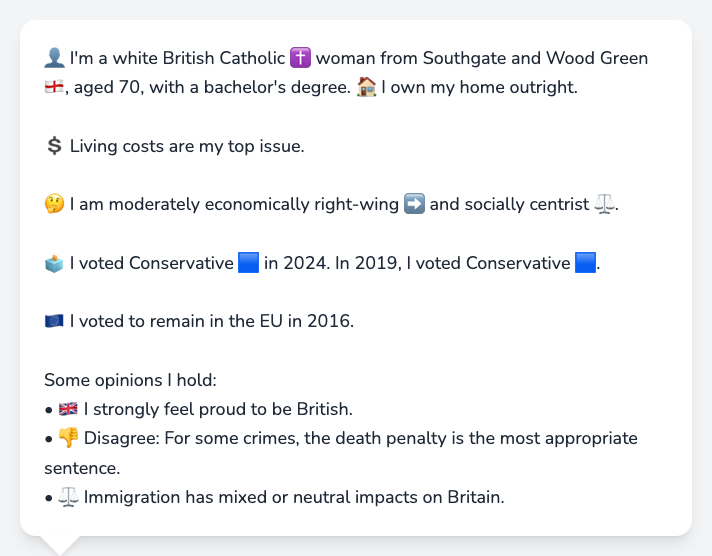 👤 I'm a white British Catholic ✝️ woman from Southgate and Wood Green
🏴󠁧󠁢󠁥󠁮󠁧󠁿, aged 70, with a bachelor's degree. 🏠 I own my home outright.
💲 Living costs are my top issue.
🤔 I am moderately economically right-wing ➡️ and socially centrist ⚖️.
🗳️ I voted Conservative 🟦 in 2024. In 2019, I voted Conservative 🟦.
🇪🇺 I voted to remain in the EU in 2016.
Some opinions I hold:
• 🇬🇧 I strongly feel proud to be British.
• 👎 Disagree: For some crimes, the death penalty is the most appropriate
sentence.
• ⚖️ Immigration has mixed or neutral impacts on Britain.